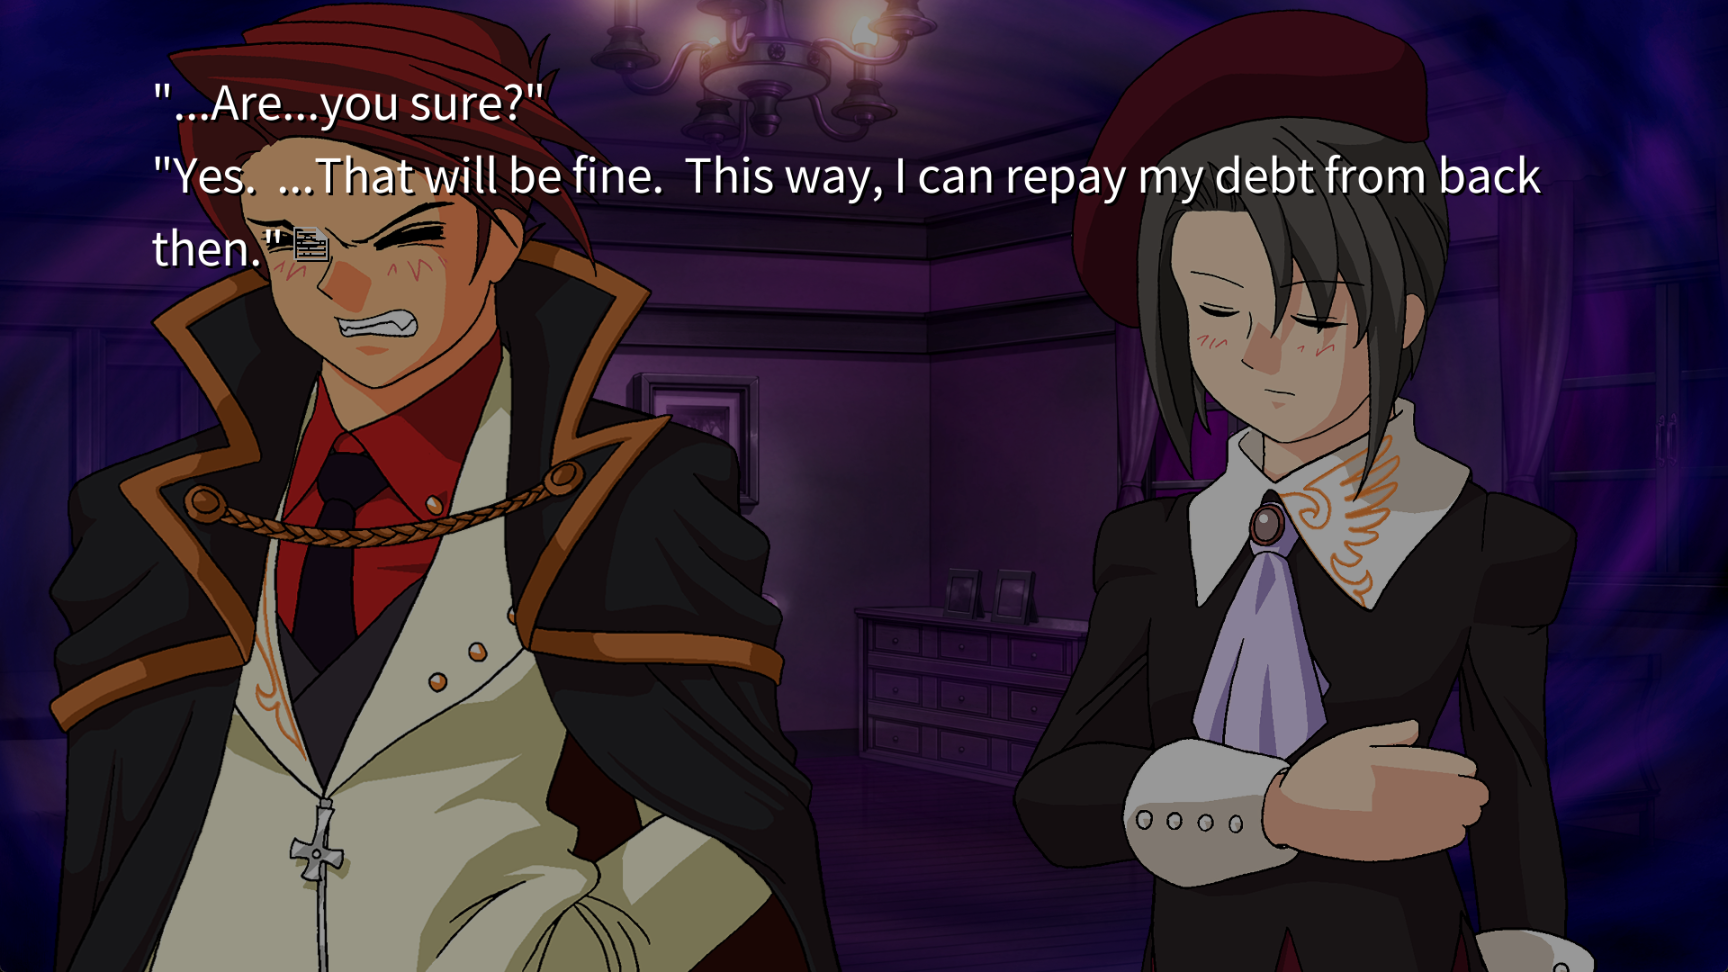 "...Are...you sure?"
"Yes.  ...That will be fine.  This way, I can repay my debt from back
then."